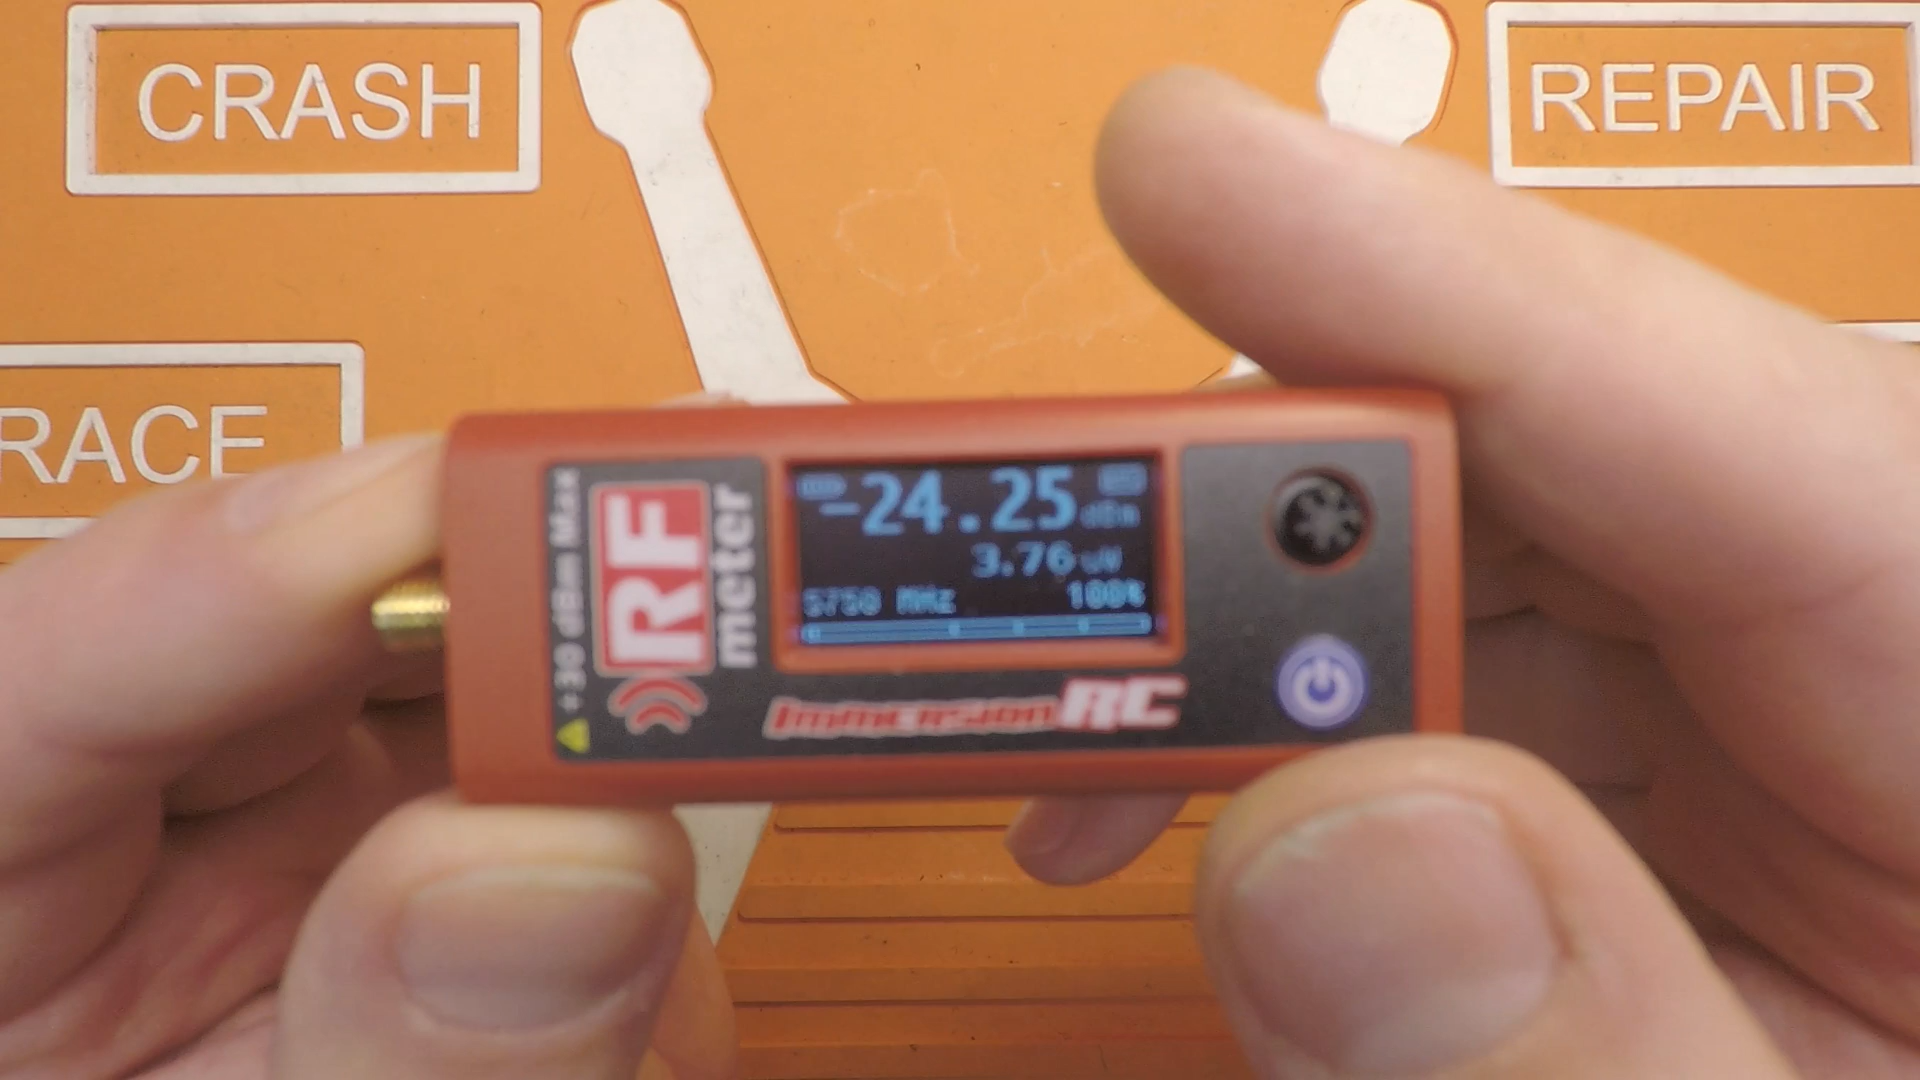 CRASH
REPAIR
RACE
+30 dBm Max
RF
meter
-24.25 dBm
3.76 uW
5750 MHz 100%
ImmersionRC